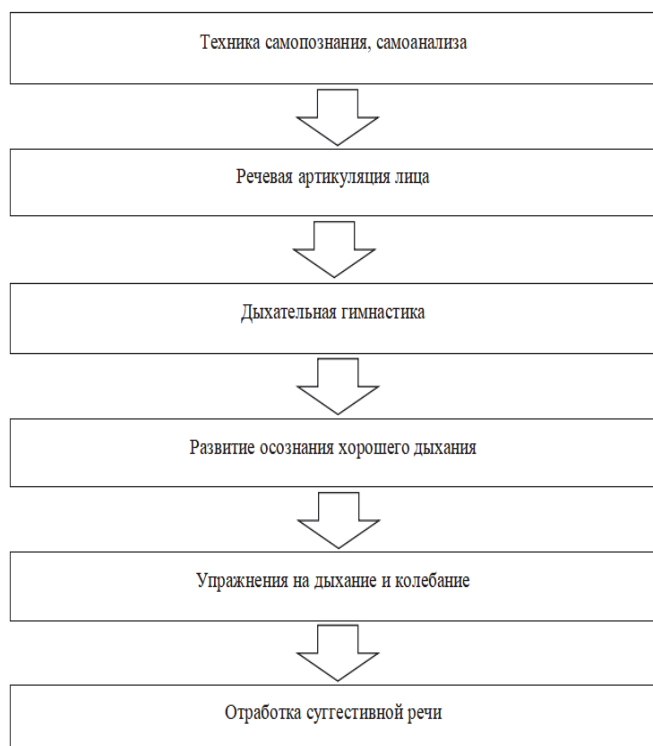 Техника самопознания, самоанализа
Речевая артикуляция лица
Дыхательная гимнастика
Развитие осознания хорошего дыхания
Упражнения на дыхание и колебание
Отработка суггестивной речи